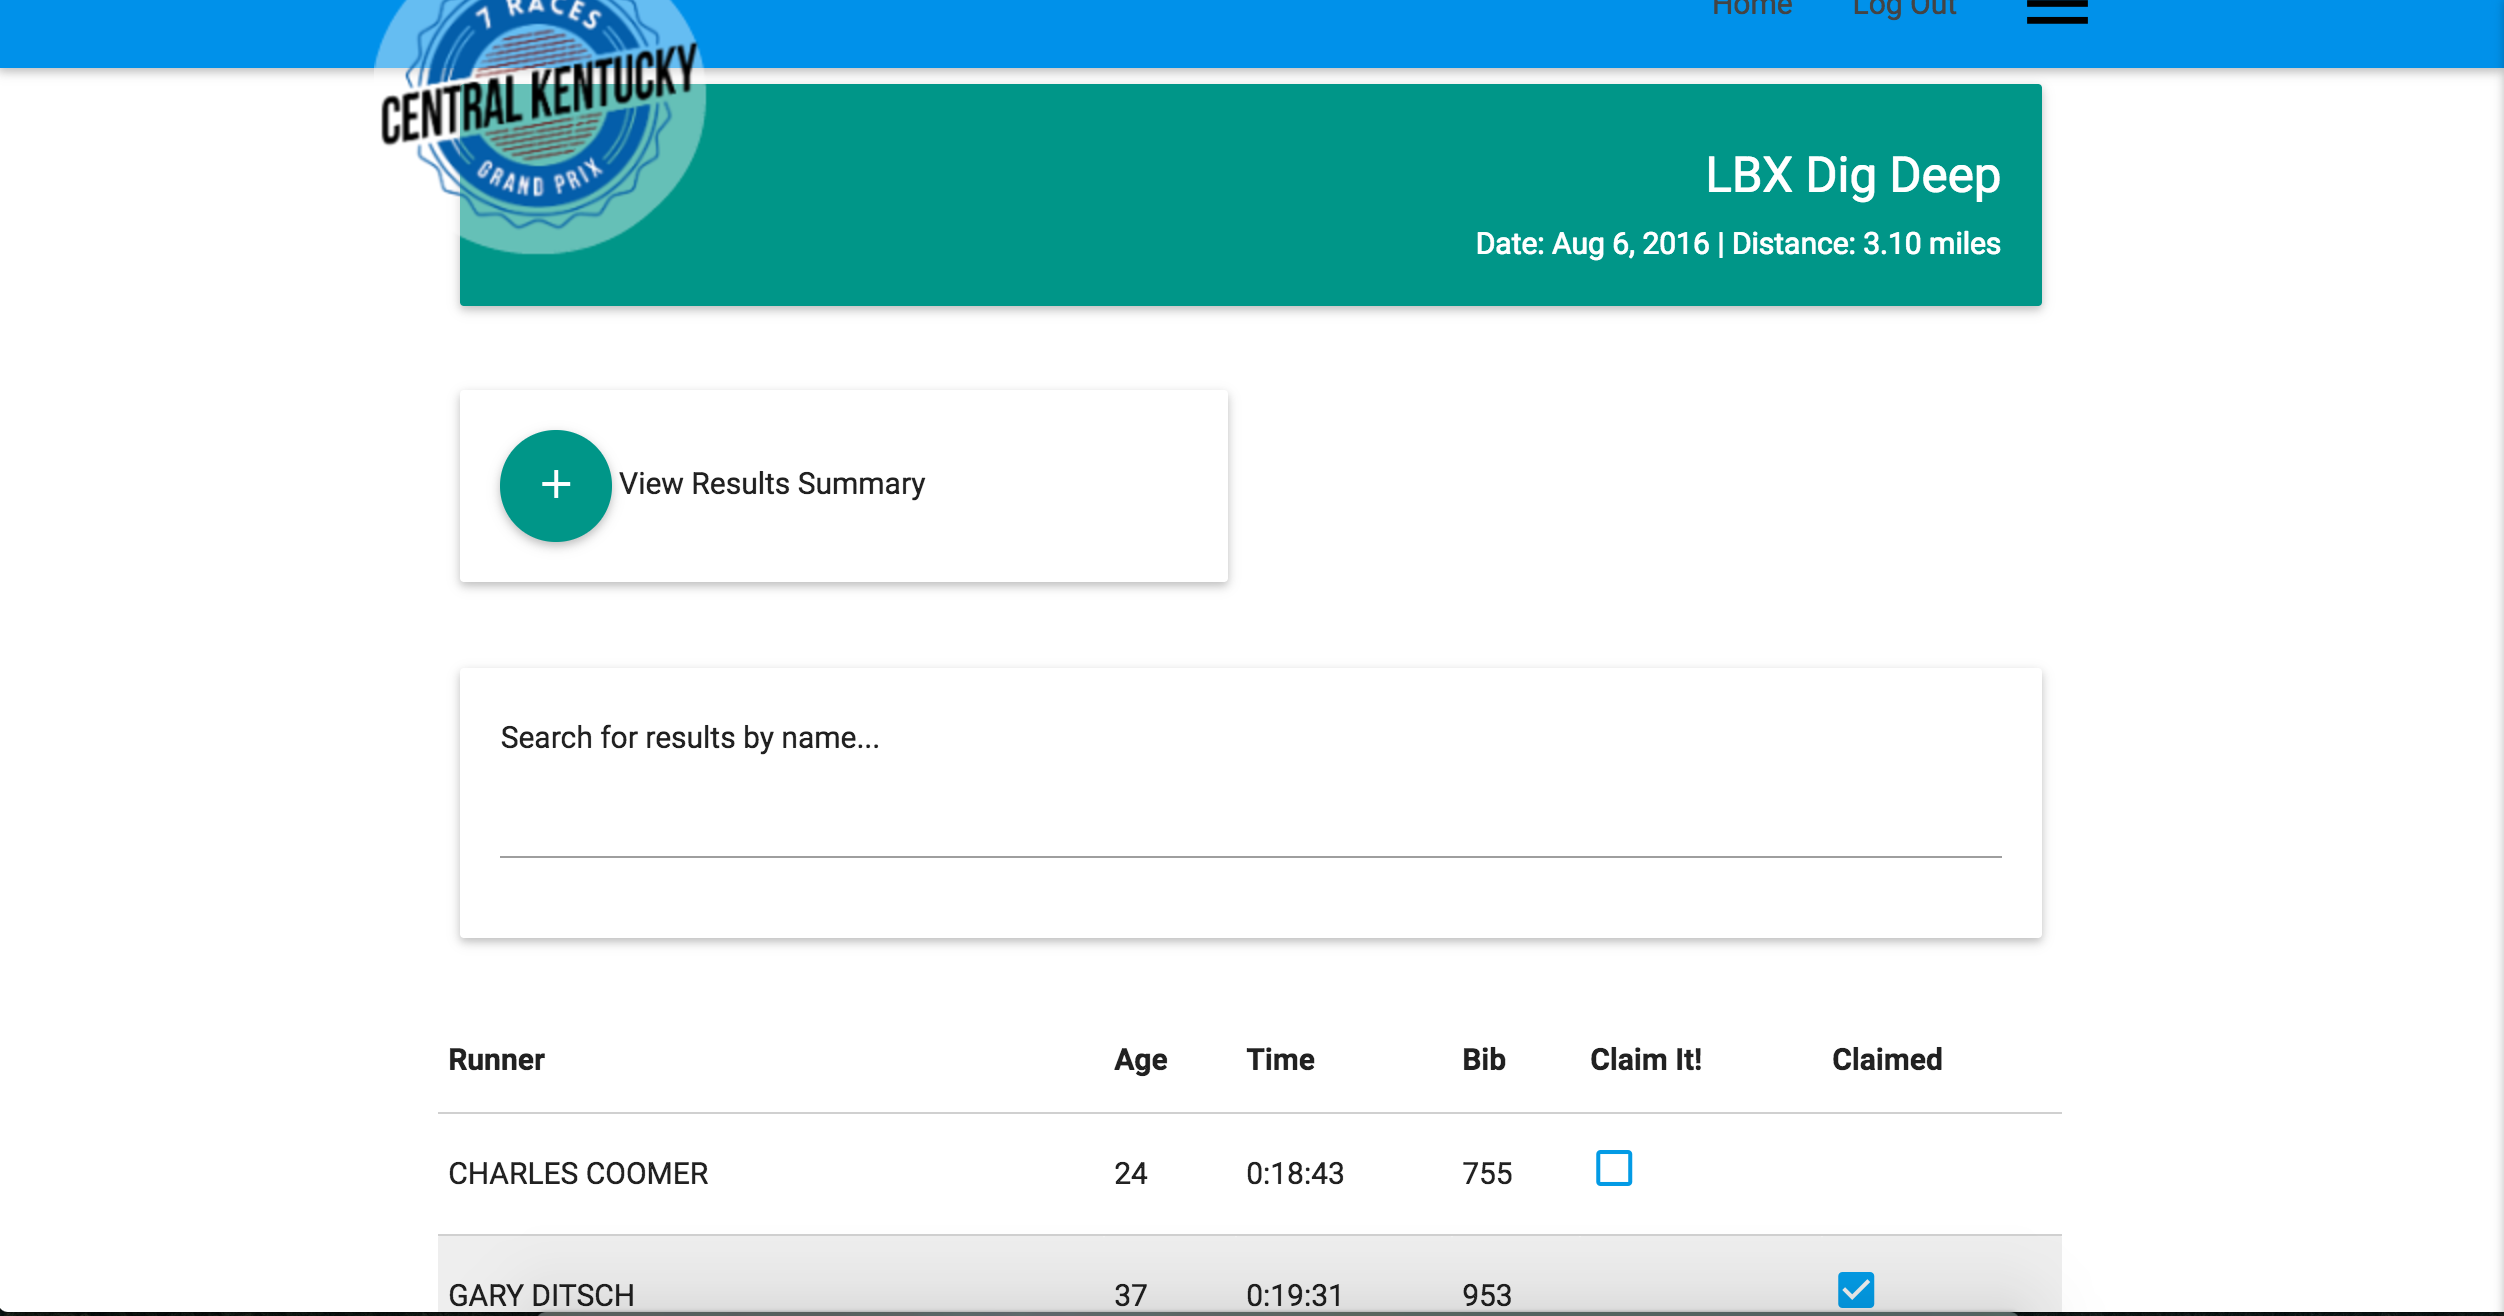 Home Log Out
7 RACES
CENTRAL KENTUCKY
GRAND PRIX
LBX Dig Deep
Date: Aug 6, 2016 | Distance: 3.10 miles
+ View Results Summary
Search for results by name...
Runner Age Time Bib Claim It! Claimed
CHARLES COOMER 24 0:18:43 755
GARY DITSCH 37 0:19:31 953